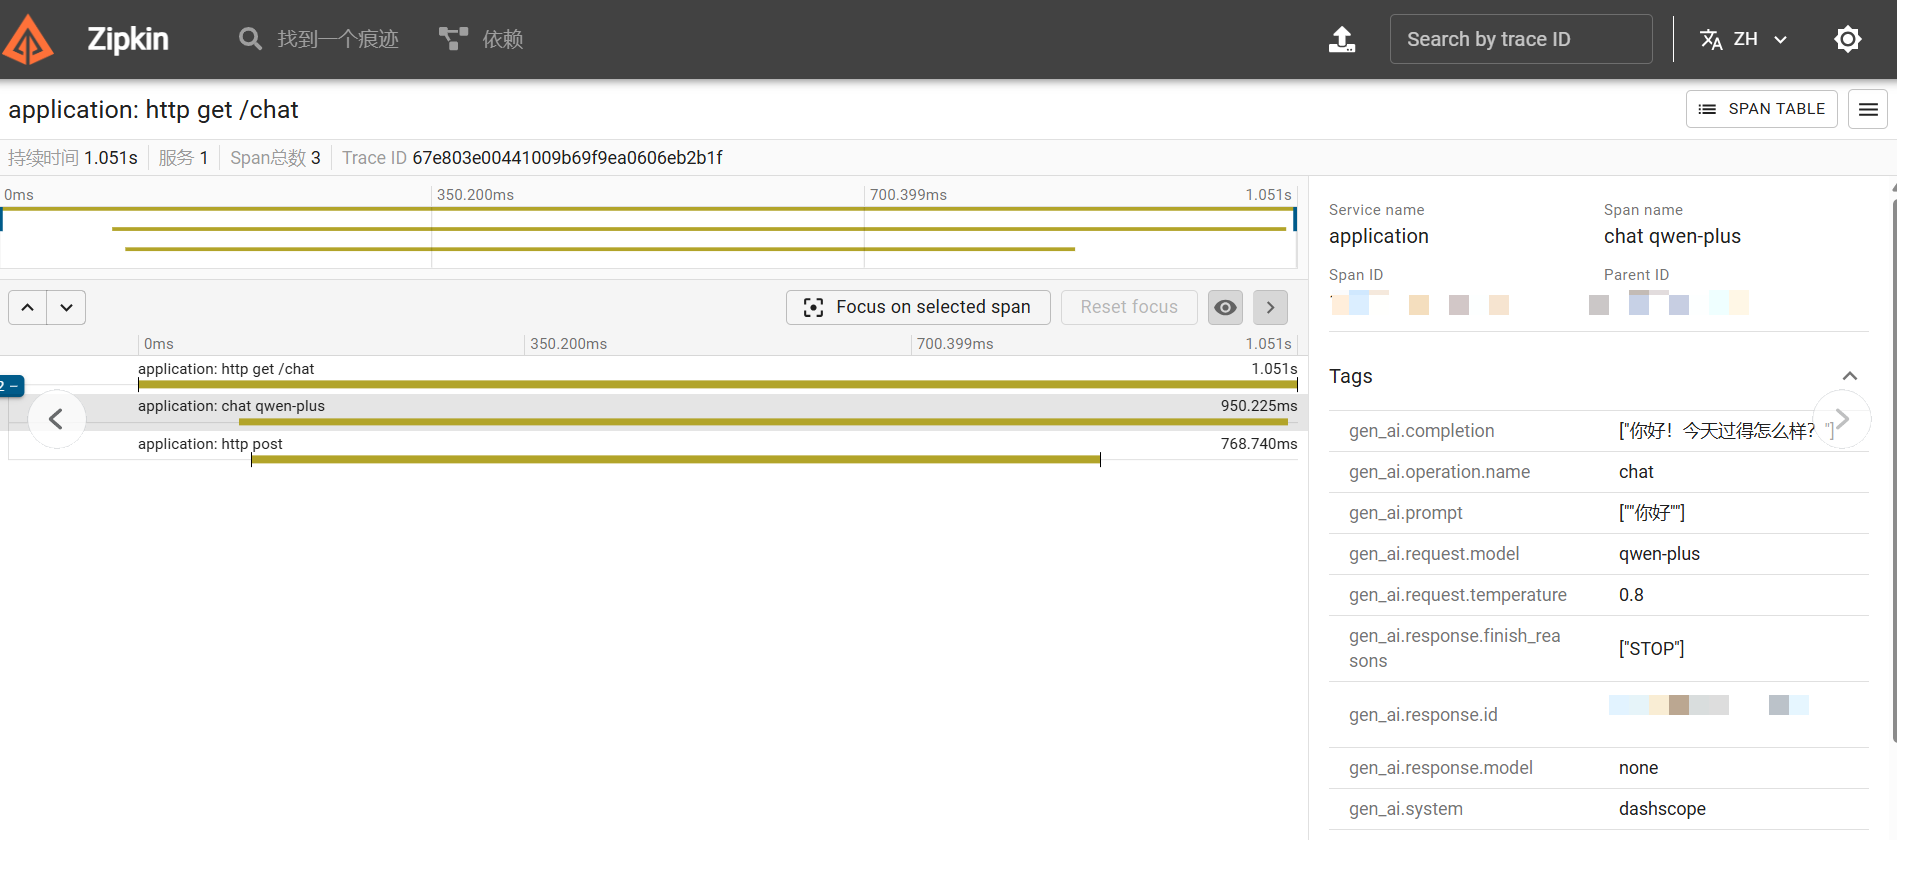 Zipkin
找到一个痕迹
依赖
Search by trace ID
ZH
application: http get /chat
SPAN TABLE
持续时间 1.051s 服务 1 Span总数 3 Trace ID 67e803e00441009b69f9ea0606eb2b1f
0ms 350.200ms 700.399ms 1.051s
Focus on selected span
Reset focus
0ms 350.200ms 700.399ms 1.051s
application: http get /chat 1.051s
2 −
application: chat qwen-plus 950.225ms
application: http post 768.740ms
Service name Span name
application chat qwen-plus
Span ID Parent ID
Tags
gen_ai.completion ["你好！今天过得怎么样？"]
gen_ai.operation.name chat
gen_ai.prompt [""你好""]
gen_ai.request.model qwen-plus
gen_ai.request.temperature 0.8
gen_ai.response.finish_rea
sons ["STOP"]
gen_ai.response.id
gen_ai.response.model none
gen_ai.system dashscope